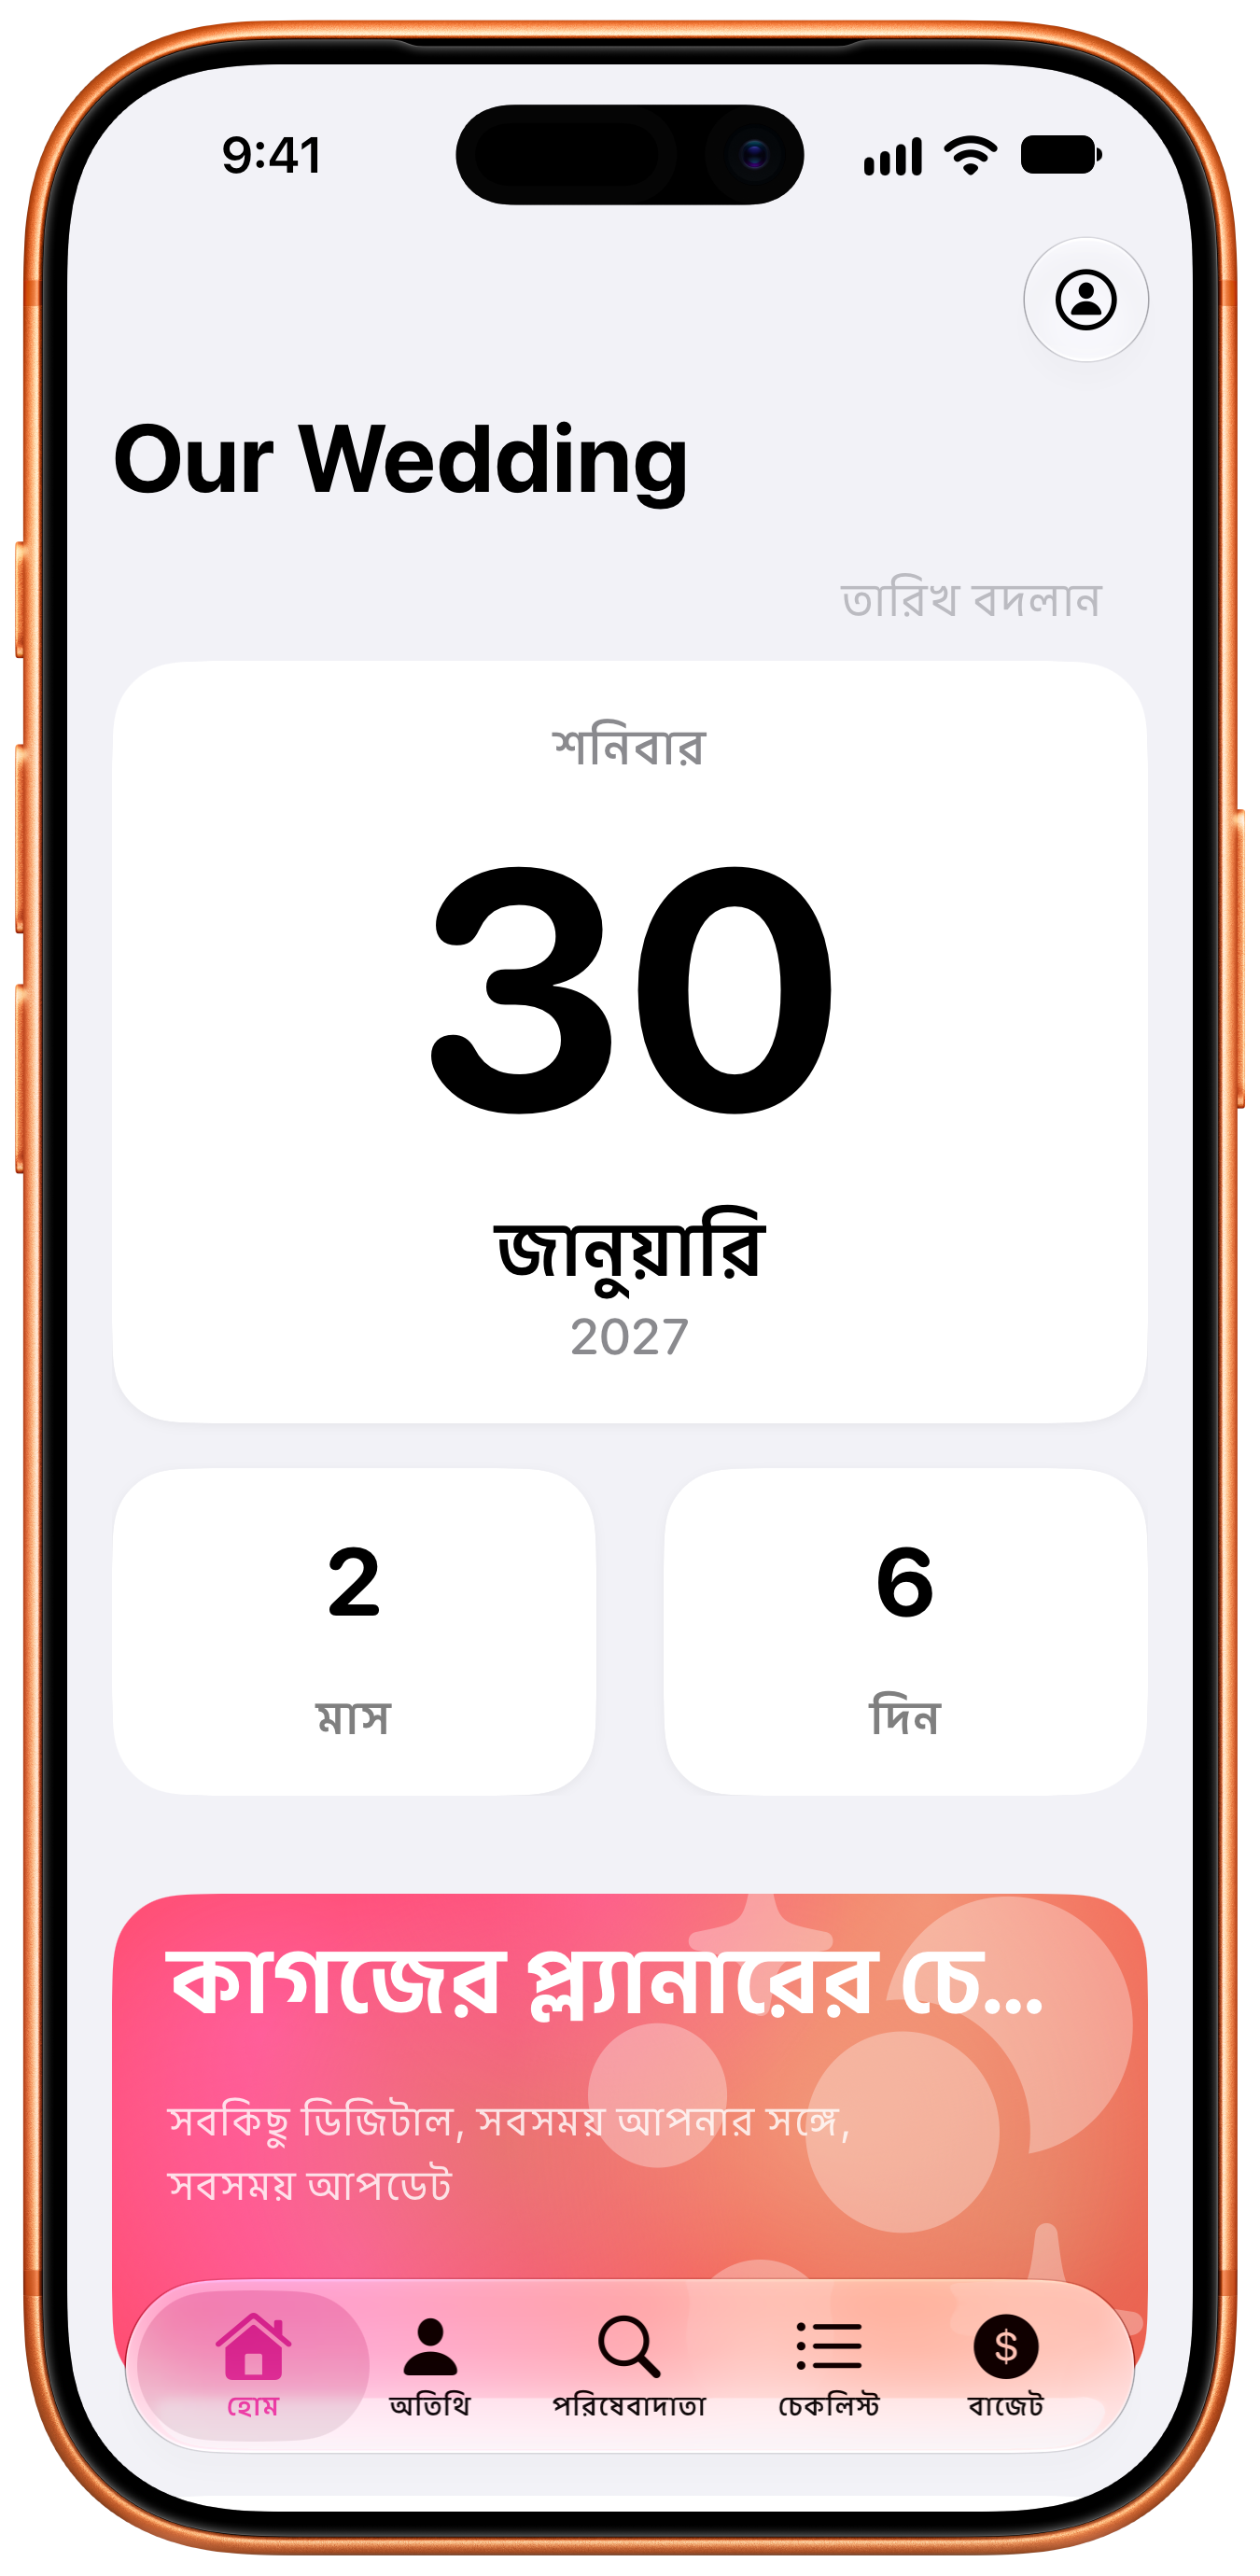 9:41
Our Wedding
তারিখ বদলান
শনিবার
30
জানুয়ারি
2027
2
6
মাস
দিন
কাগজের প্ল্যানারের চে...
সবকিছু ডিজিটাল, সবসময় আপনার সঙ্গে,
সবসময় আপডেট
হোম
অতিথি
পরিষেবাদাতা
চেকলিস্ট
বাজেট